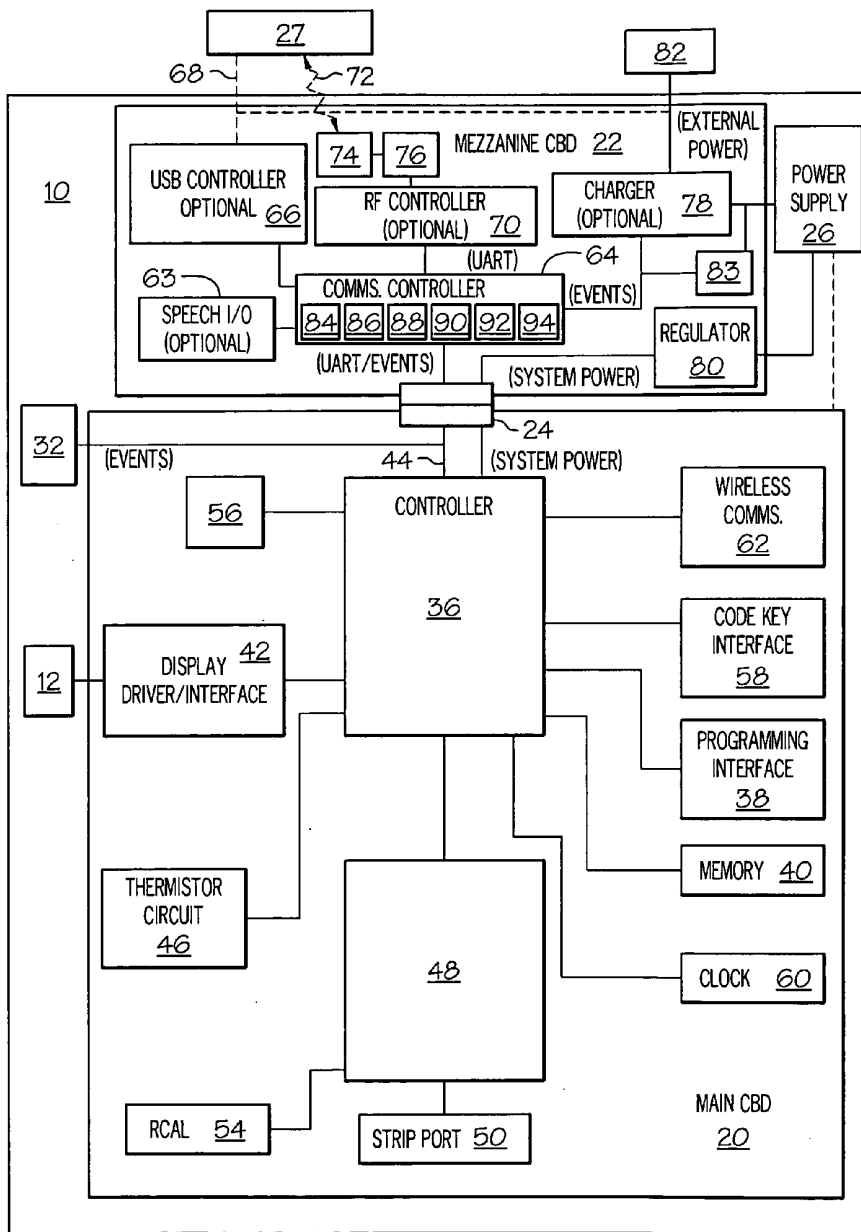 27
68
72
82
10
MEZZANINE CBD 22
(EXTERNAL
POWER)
74
76
USB CONTROLLER
OPTIONAL
66
RF CONTROLLER
(OPTIONAL) 70
CHARGER
(OPTIONAL) 78
POWER
SUPPLY
26
(UART)
64
83
63
SPEECH I/O
(OPTIONAL)
COMMS. CONTROLLER
84 86 88 90 92 94
(EVENTS)
REGULATOR
80
(UART/EVENTS)
(SYSTEM POWER)
24
32
(EVENTS)
44
(SYSTEM POWER)
56
CONTROLLER
36
WIRELESS
COMMS.
62
CODE KEY
INTERFACE
58
12
42
DISPLAY
DRIVER/INTERFACE
PROGRAMMING
INTERFACE
38
THERMISTOR
CIRCUIT
46
MEMORY 40
48
CLOCK 60
RCAL 54
STRIP PORT 50
MAIN CBD
20